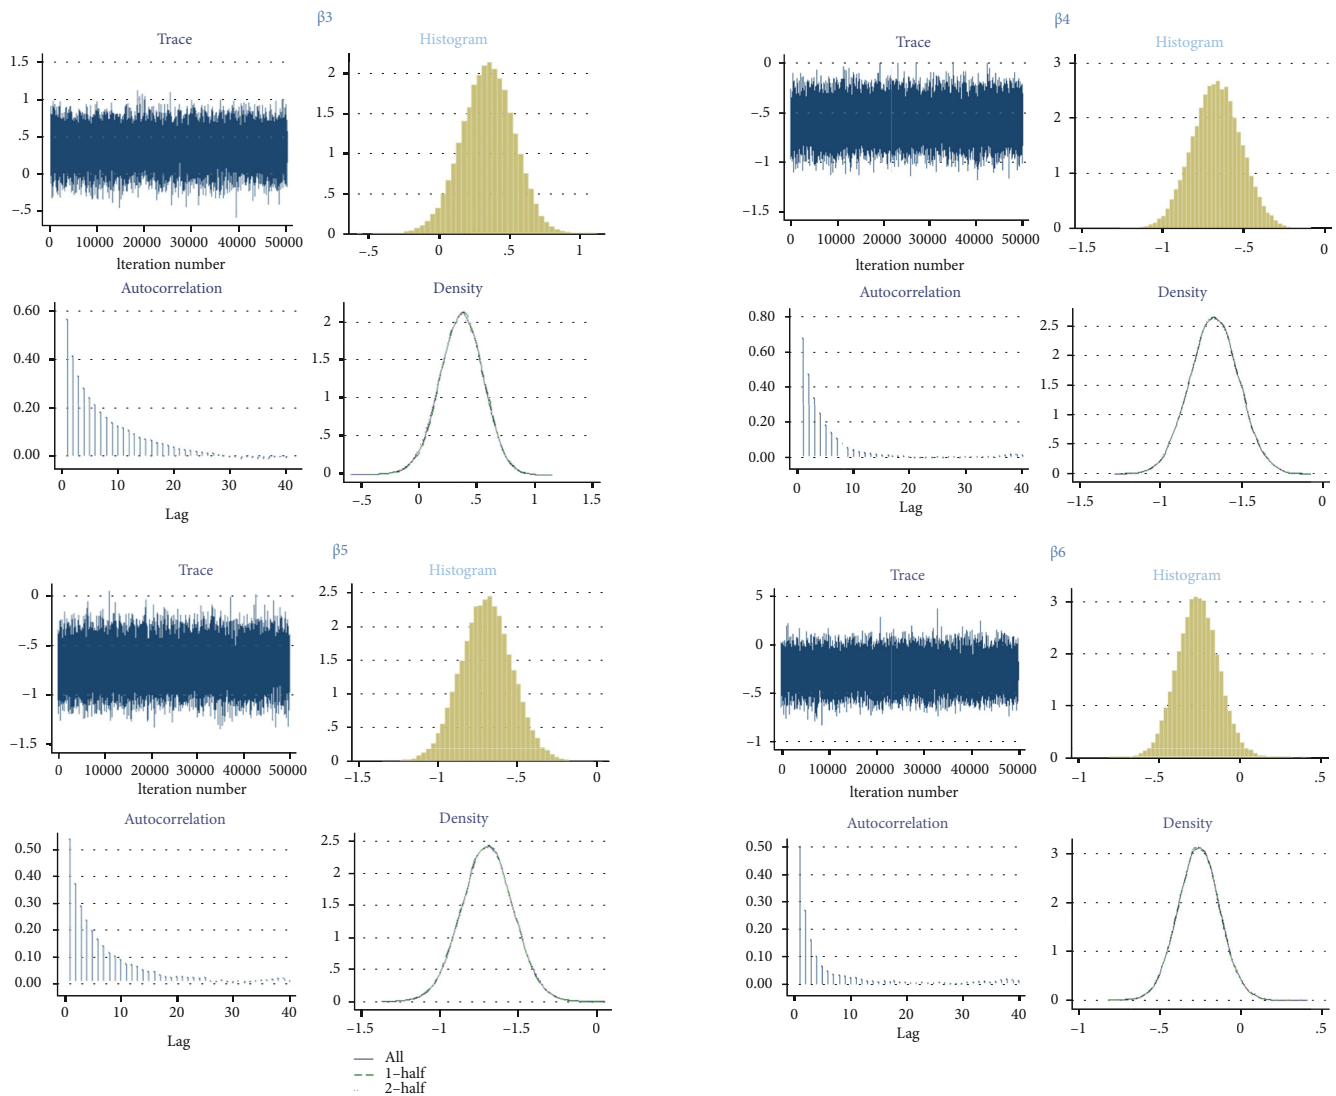 β3
Trace
1.5
1
.5
0
−.5
0 10000 20000 30000 40000 50000
Iteration number
Histogram
2
1.5
1
.5
0
−.5 0 .5 1
Autocorrelation
0.60
0.40
0.20
0.00
0 10 20 30 40
Lag
Density
2
1.5
1
.5
0
−.5 0 .5 1 1.5
β4
Trace
0
−.5
−1
−1.5
0 10000 20000 30000 40000 50000
Iteration number
Histogram
3
2
1
0
−1.5 −1 −.5 0
Autocorrelation
0.80
0.60
0.40
0.20
0.00
0 10 20 30 40
Lag
Density
2.5
2
1.5
1
.5
0
−1.5 −1 −1.5 0
β5
Trace
0
−.5
−1
−1.5
0 10000 20000 30000 40000 50000
Iteration number
Histogram
2.5
2
1.5
1
.5
0
−1.5 −1 −.5 0
Autocorrelation
0.50
0.40
0.30
0.20
0.10
0.00
0 10 20 30 40
Lag
Density
2.5
2
1.5
1
.5
0
−1.5 −1 −1.5 0
All
1−half
2−half
β6
Trace
5
0
−.5
−1
0 10000 20000 30000 40000 50000
Iteration number
Histogram
3
2
1
0
−1 −.5 0 .5
Autocorrelation
0.50
0.40
0.30
0.20
0.10
0.00
0 10 20 30 40
Lag
Density
3
2
1
0
−1 −.5 0 .5